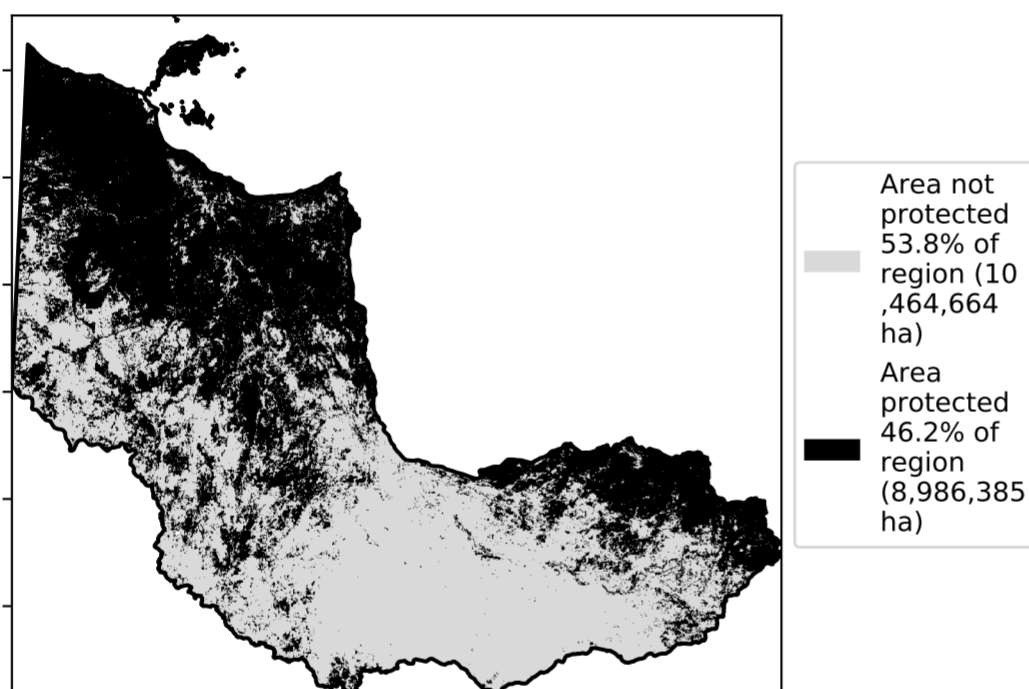 Area not
protected
53.8% of
region (10
,464,664
ha)
Area
protected
46.2% of
region
(8,986,385
ha)